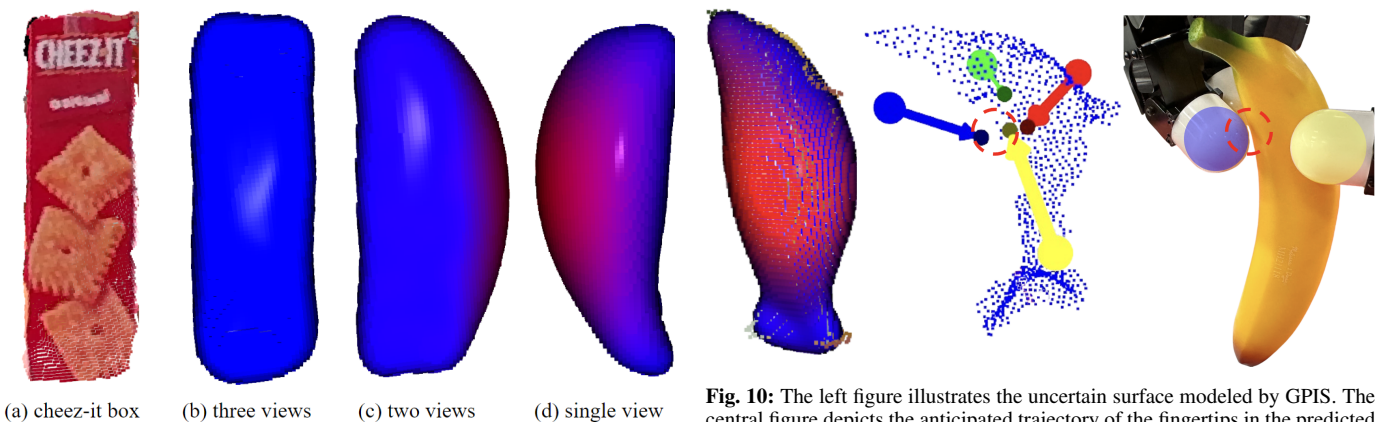 CHEEZ-IT
(a) cheez-it box
(b) three views
(c) two views
(d) single view
Fig. 10: The left figure illustrates the uncertain surface modeled by GPIS. The
central figure depicts the anticipated trajectory of the fingertips in the predicted